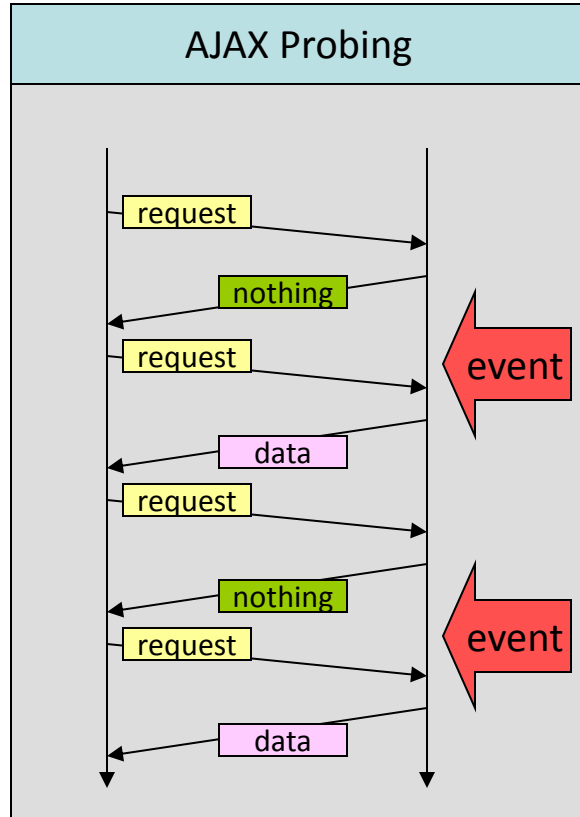 AJAX Probing
request
nothing
request
event
data
request
nothing
request
event
data